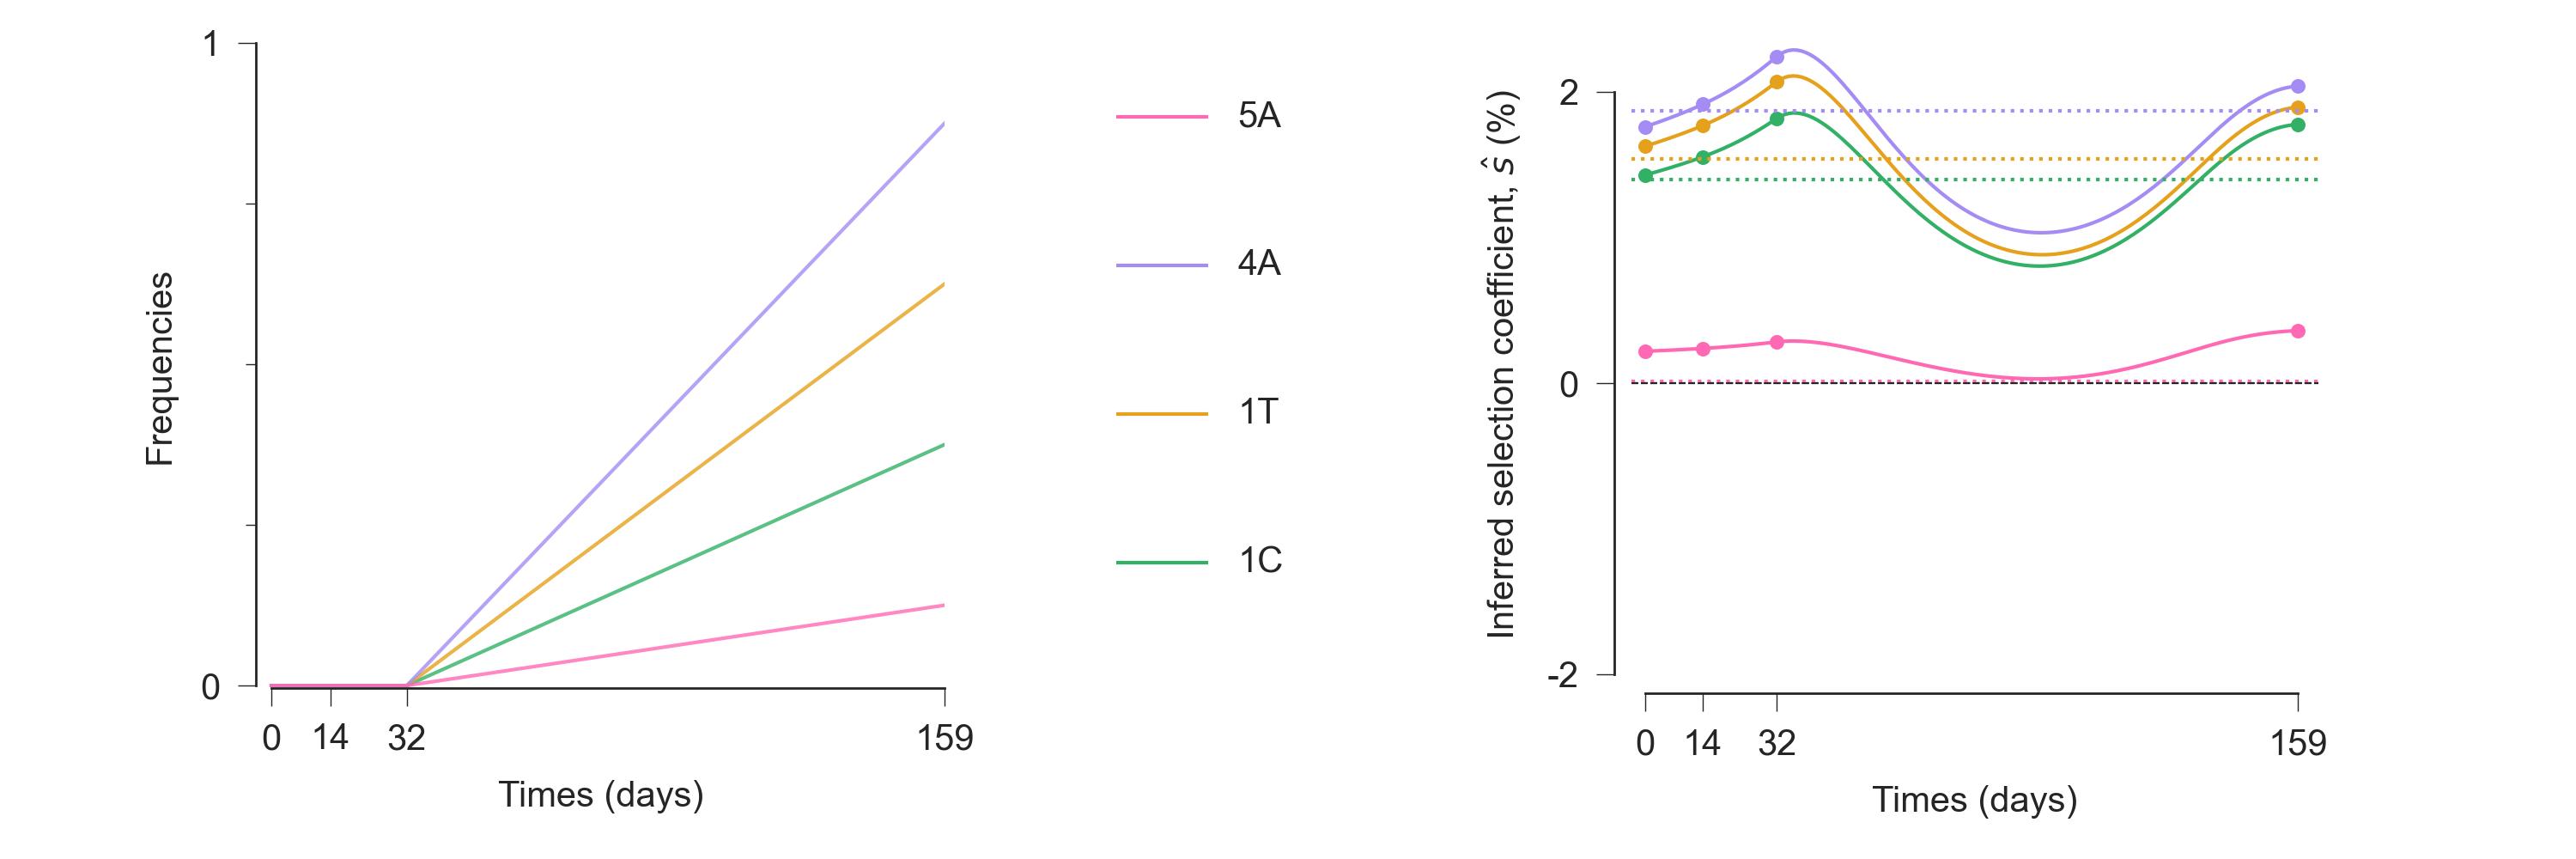 1
0
Frequencies
0 14 32 159
Times (days)
5A
4A
1T
1C
2
0
-2
Inferred selection coefficient, ŝ (%)
0 14 32 159
Times (days)